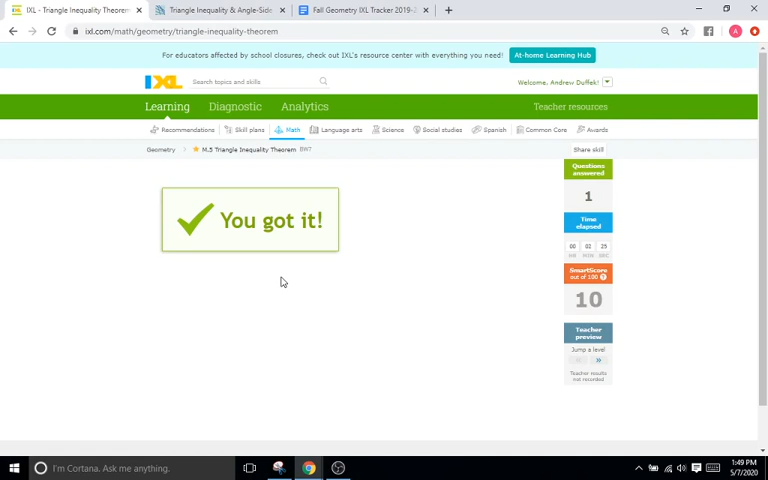 IXL - Triangle Inequality Theorem
Triangle Inequality & Angle-Side
Fall Geometry IXL Tracker 2019-2
ixl.com/math/geometry/triangle-inequality-theorem
For educators affected by school closures, check out IXL's resource center with everything you need!
At-home Learning Hub
IXL
Search topics and skills
Welcome, Andrew Duffek!
Learning Diagnostic Analytics Teacher resources
Recommendations Skill plans Math Language arts Science Social studies Spanish Common Core Awards
Geometry M.5 Triangle Inequality Theorem BW7
Share skill
Questions
answered
1
You got it!
Time
elapsed
00 02 25
HR MIN SEC
SmartScore
out of 100 ?
10
Teacher
preview
Jump a level
Teacher results
not recorded
I'm Cortana. Ask me anything.
1:49 PM
5/7/2020